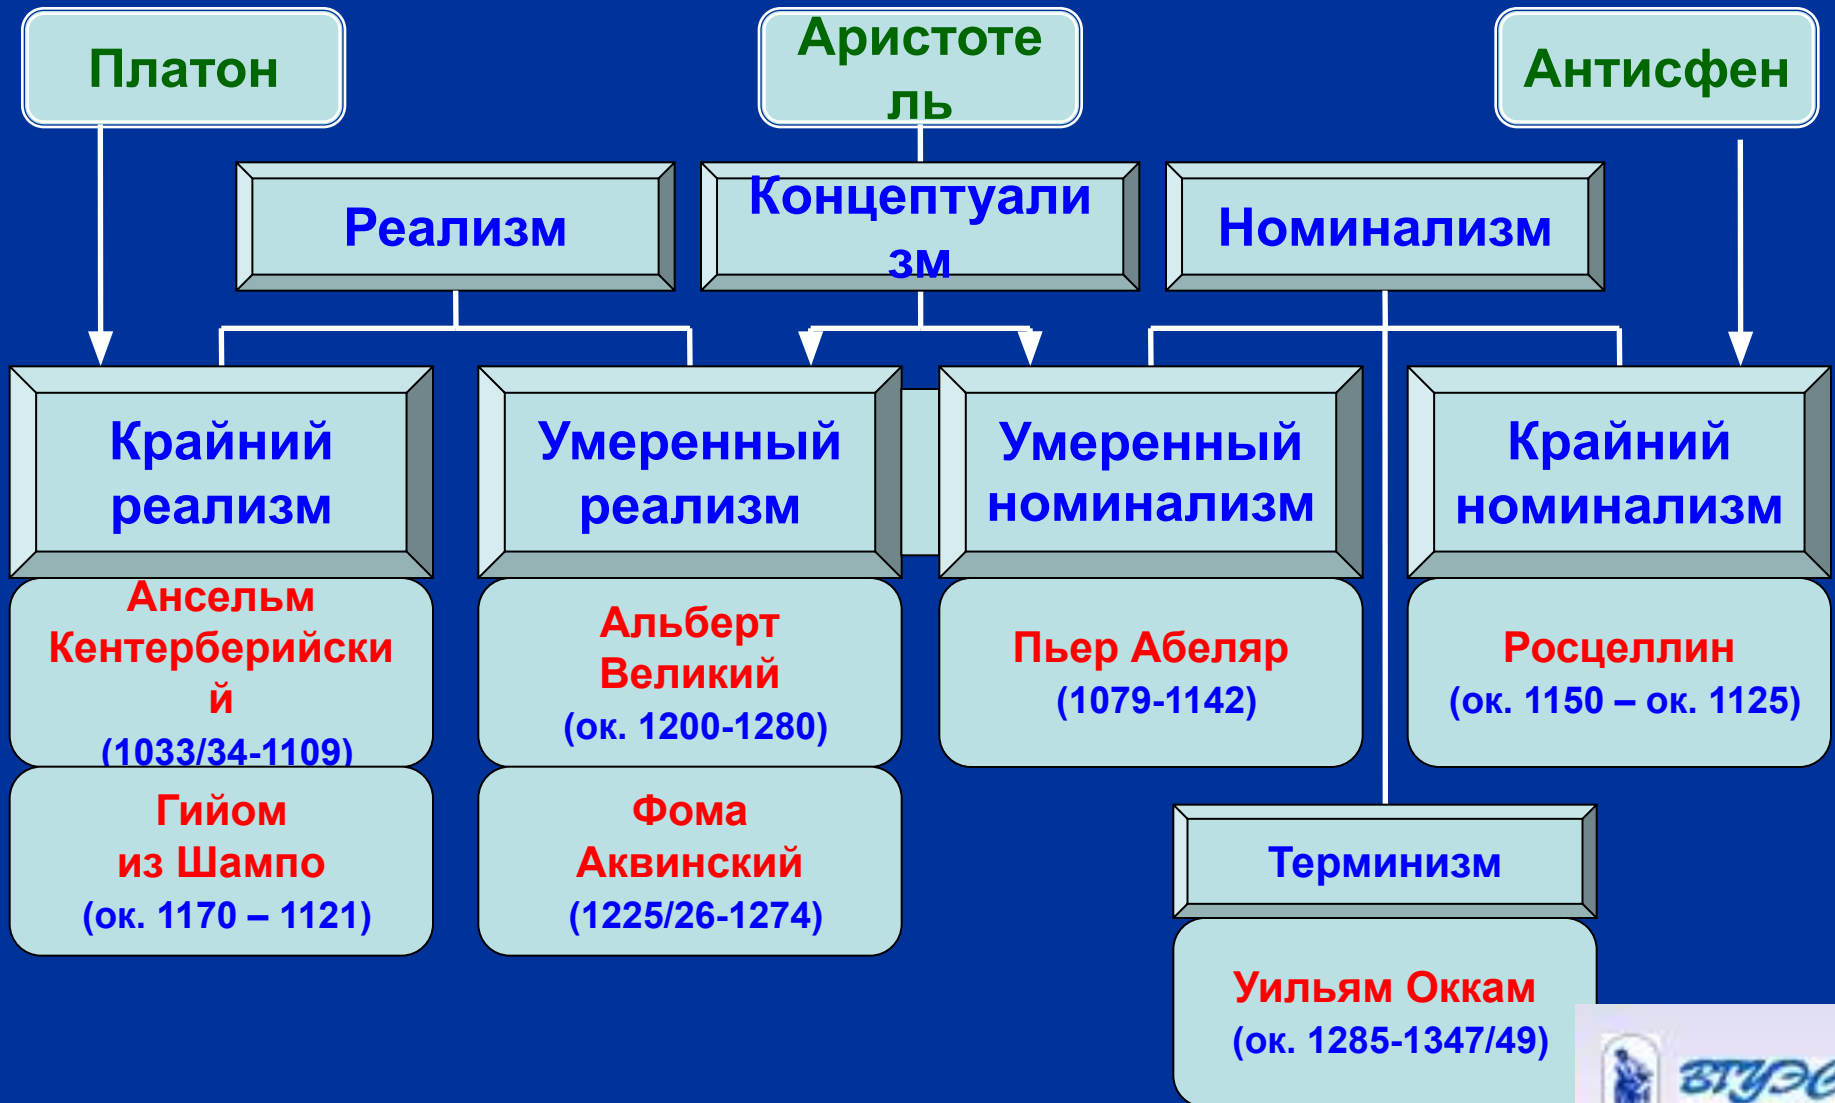 Платон
Аристоте
ль
Антисфен
Реализм
Концептуали
зм
Номинализм
Крайний
реализм
Умеренный
реализм
Умеренный
номинализм
Крайний
номинализм
Ансельм
Кентерберийски
й
(1033/34-1109)
Альберт
Великий
(ок. 1200-1280)
Пьер Абеляр
(1079-1142)
Росцеллин
(ок. 1150 – ок. 1125)
Гийом
из Шампо
(ок. 1170 – 1121)
Фома
Аквинский
(1225/26-1274)
Терминизм
Уильям Оккам
(ок. 1285-1347/49)
ВГУЭС